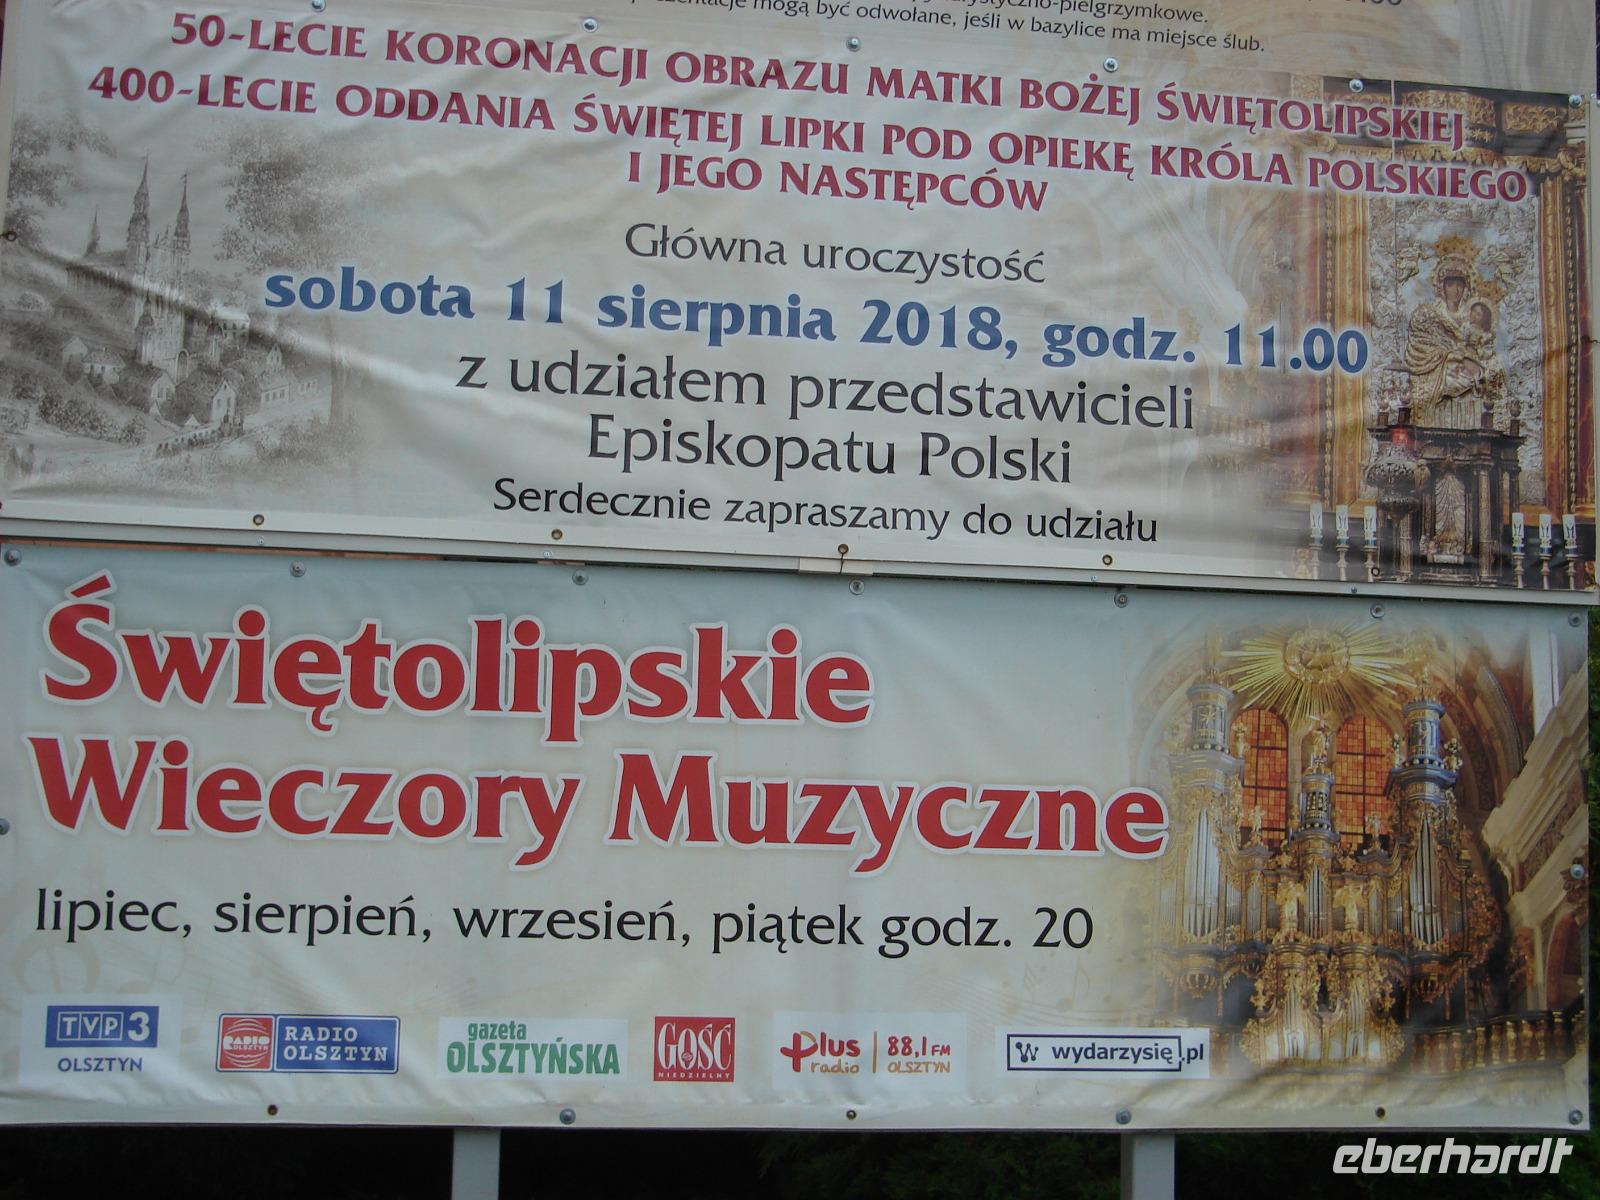 mogą być odwołane, jeśli w bazylice ma miejsce ślub.
50-LECIE KORONACJI OBRAZU MATKI BOŻEJ ŚWIĘTOLIPSKIEJ
400-LECIE ODDANIA ŚWIĘTEJ LIPKI POD OPIEKĘ KRÓLA POLSKIEGO
I JEGO NASTĘPCÓW
Główna uroczystość
sobota 11 sierpnia 2018, godz. 11.00
z udziałem przedstawicieli
Episkopatu Polski
Serdecznie zapraszamy do udziału
Świętolipskie
Wieczory Muzyczne
lipiec, sierpień, wrzesień, piątek godz. 20
TVP3
OLSZTYN
RADIO OLSZTYN
RADIO
OLSZTYN
gazeta
OLSZTYŃSKA
GOŚĆ
NIEDZIELNY
Plus
radio
88,1 FM
OLSZTYN
wydarzysię.pl
eberhardt